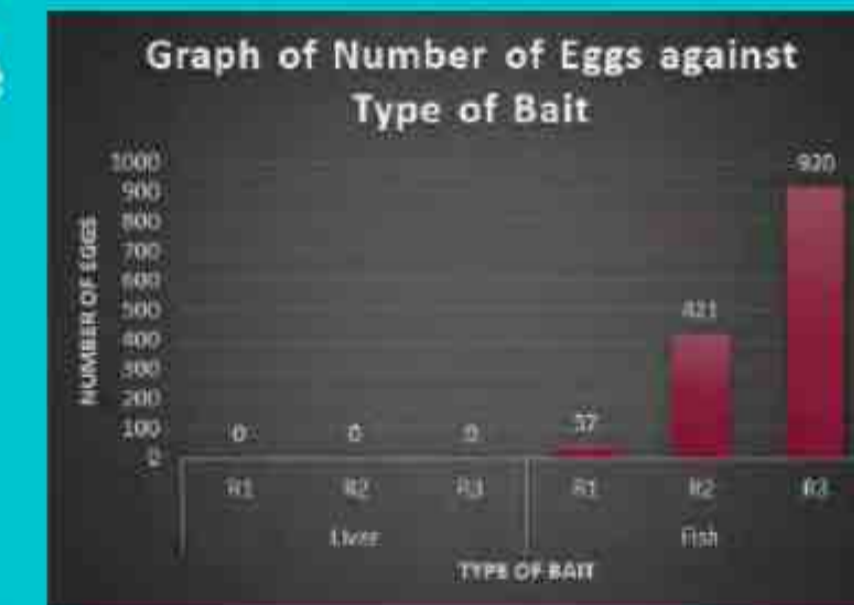 Graph of Number of Eggs against
Type of Bait
NUMBER OF EGGS
1000
900
800
700
600
500
400
300
200
100
0
0
0
0
37
421
920
R1
R2
R3
R1
R2
R3
Liver
Fish
TYPE OF BAIT